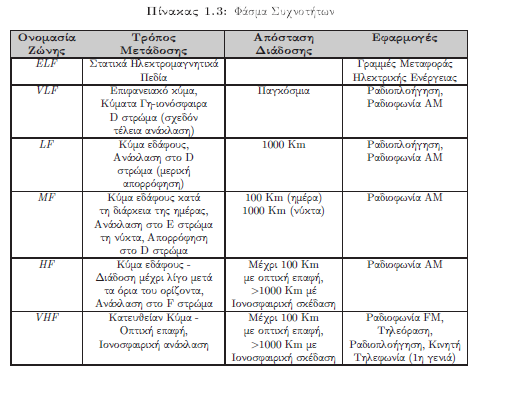 Πίνακας 1.3: Φάσμα Συχνοτήτων
Ονομασία Ζώνης
Τρόπος Μετάδοσης
Απόσταση Διάδοσης
Εφαρμογές
ELF
Στατικά Ηλεκτρομαγνητικά
Πεδία
Γραμμές Μεταφοράς
Ηλεκτρικής Ενέργειας
VLF
Επιφανειακό κύμα,
Κύματα Γη-ιονόσφαιρα
D στρώμα (σχεδόν
τέλεια ανάκλαση)
Παγκόσμια
Ραδιοπλοήγηση,
Ραδιοφωνία AM
LF
Κύμα εδάφους,
Ανάκλαση στο D
στρώμα (μερική
απορρόφηση)
1000 Km
Ραδιοπλοήγηση,
Ραδιοφωνία AM
MF
Κύμα εδάφους κατά
τη διάρκεια της ημέρας,
Ανάκλαση στο E στρώμα
τη νύκτα, Απορρόφηση
στο D στρώμα
100 Km (ημέρα)
1000 Km (νύκτα)
Ραδιοφωνία AM
HF
Κύμα εδάφους -
Διάδοση μέχρι λίγο μετά
τα όρια του ορίζοντα,
Ανάκλαση στο F στρώμα
Μέχρι 100 Km
με οπτική επαφή,
>1000 Km μέ
Ιονοσφαιρική σκέδαση
Ραδιοφωνία AM
VHF
Κατευθείαν Κύμα -
Οπτική επαφή,
Ιονοσφαιρική ανάκλαση
Μέχρι 100 Km
με οπτική επαφή,
>1000 Km με
Ιονοσφαιρική σκέδαση
Ραδιοφωνία FM,
Τηλεόραση,
Ραδιοπλοήγηση, Κινητή
Τηλεφωνία (1η γενιά)